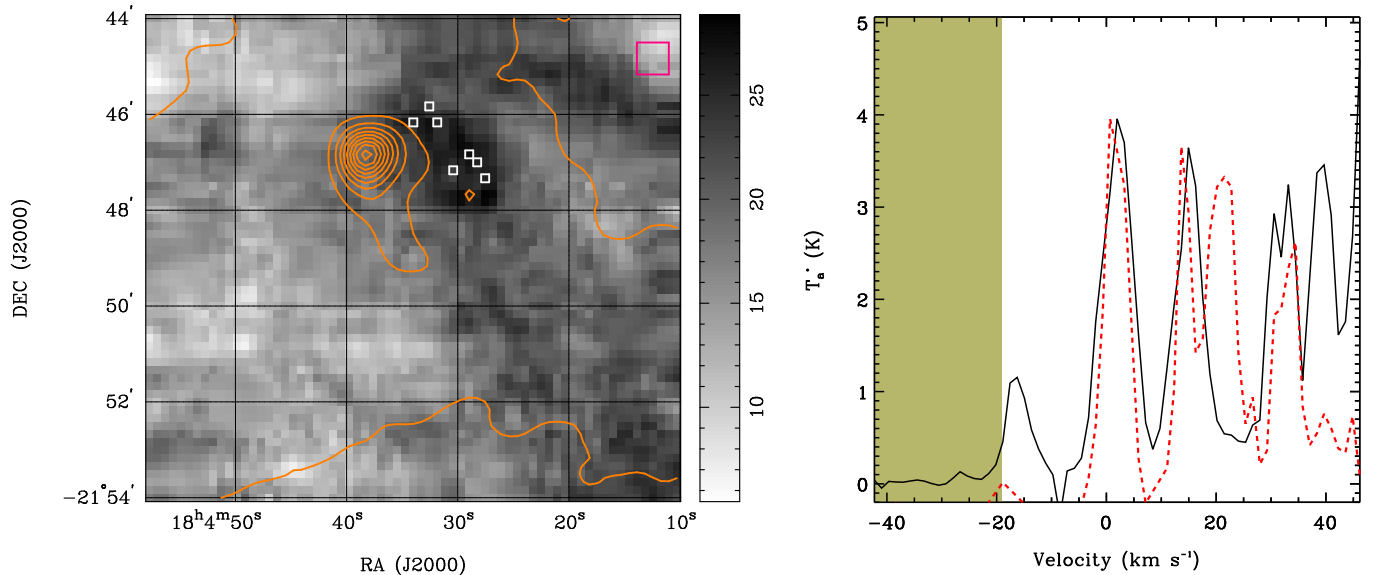 44′
46′
48′
50′
52′
−21°54′
DEC (J2000)
18ʰ4ᵐ50ˢ
40ˢ
30ˢ
20ˢ
10ˢ
RA (J2000)
25
20
15
10
5
4
3
2
1
0
Tₐ* (K)
−40
−20
0
20
40
Velocity (km s⁻¹)